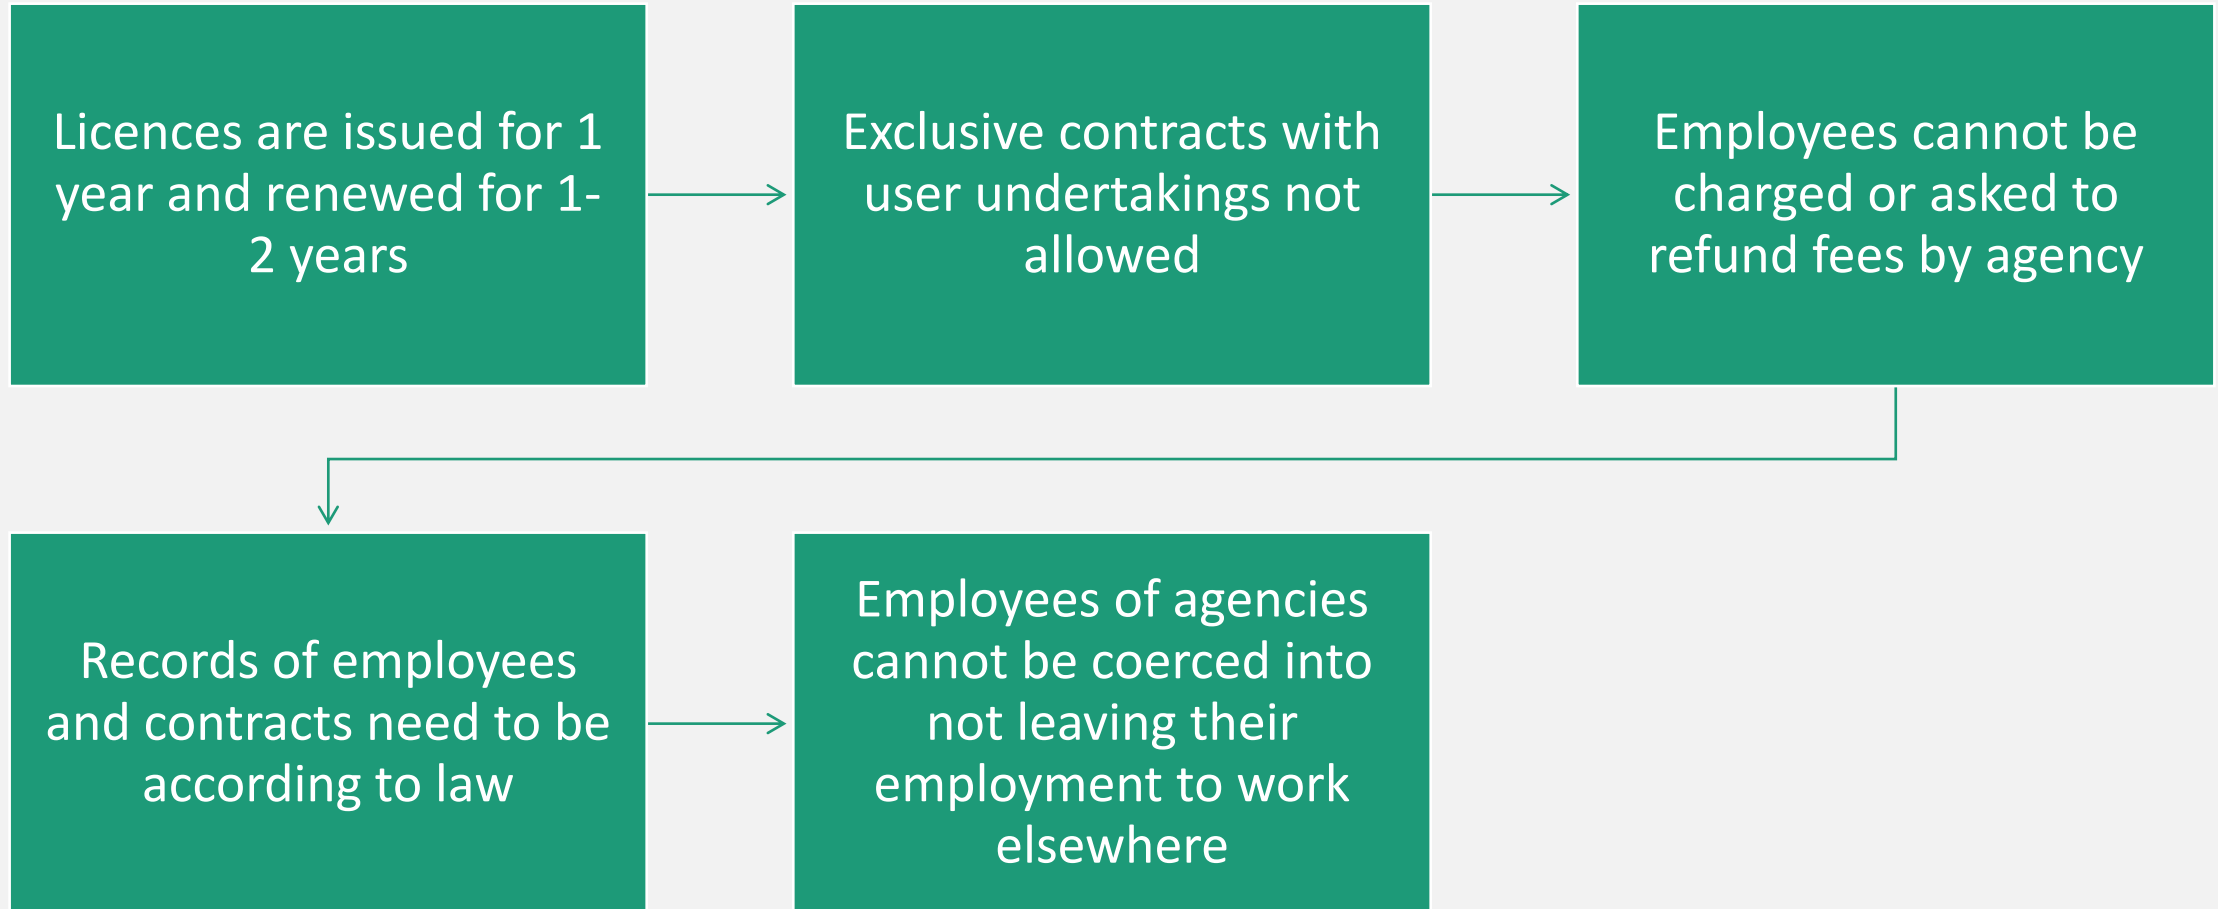 Licences are issued for 1
year and renewed for 1-
2 years
Exclusive contracts with
user undertakings not
allowed
Employees cannot be
charged or asked to
refund fees by agency
Records of employees
and contracts need to be
according to law
Employees of agencies
cannot be coerced into
not leaving their
employment to work
elsewhere